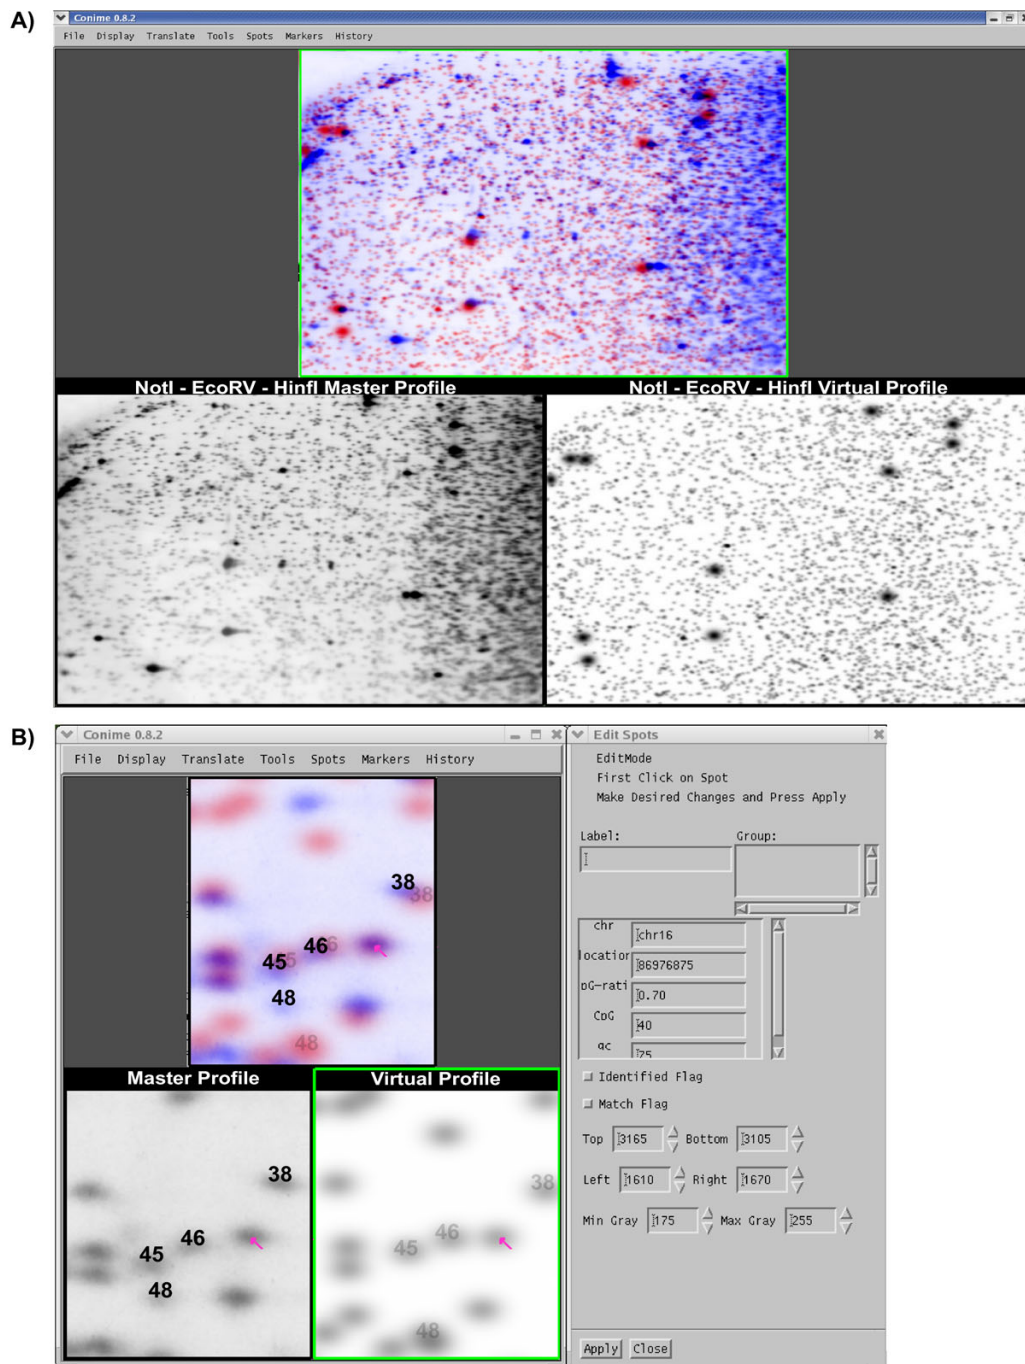 A)
Conime 0.8.2
File Display Translate Tools Spots Markers History
NotI - EcoRV - HinfI Master Profile
NotI - EcoRV - HinfI Virtual Profile
B)
Conime 0.8.2
File Display Translate Tools Spots Markers History
38
38
46
45
48
48
Master Profile
Virtual Profile
38
46
45
48
38
46
45
48
Edit Spots
EditMode
First Click on Spot
Make Desired Changes and Press Apply
Label:
Group:
chr
chr16
location
86976875
pG-rati
0.70
CpG
40
gc
75
Identified Flag
Match Flag
Top 3165 Bottom 3105
Left 1610 Right 1670
Min Gray 175 Max Gray 255
Apply Close